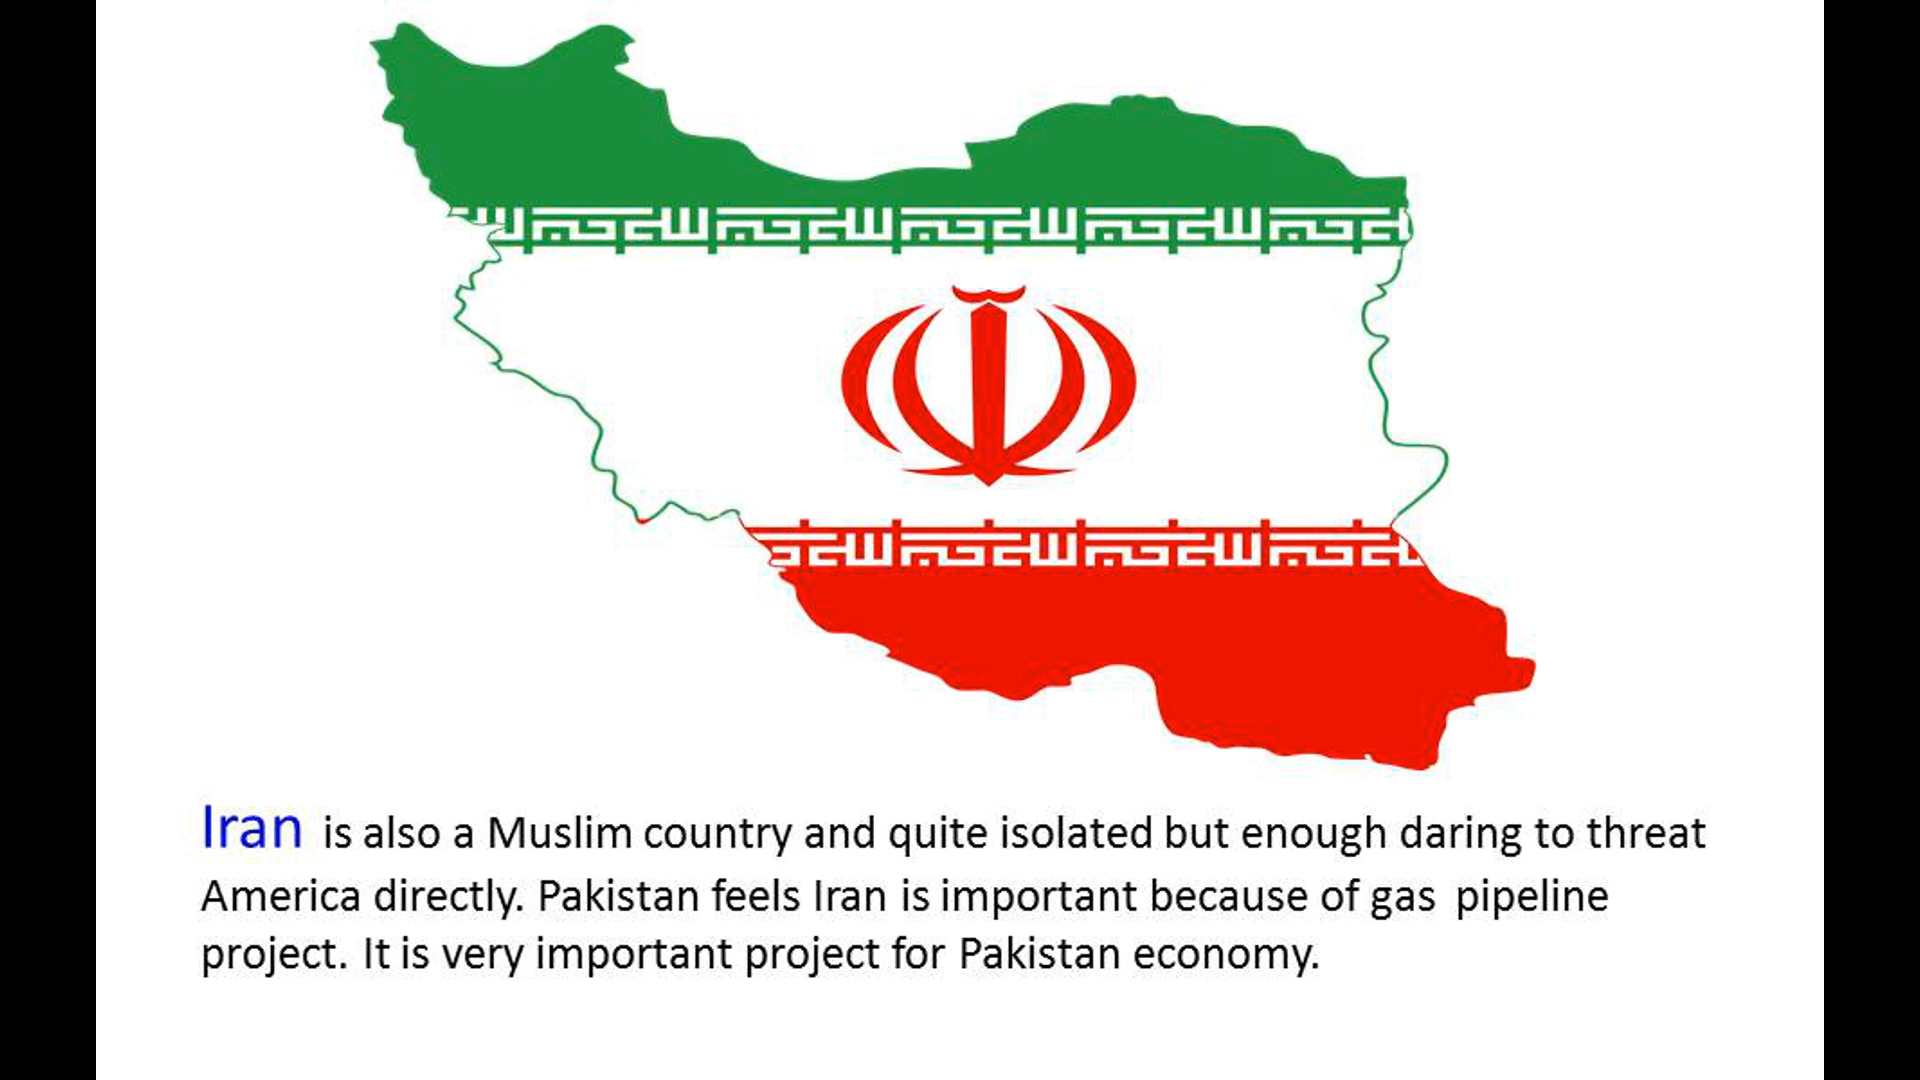 Iran is also a Muslim country and quite isolated but enough daring to threat
America directly. Pakistan feels Iran is important because of gas pipeline
project. It is very important project for Pakistan economy.